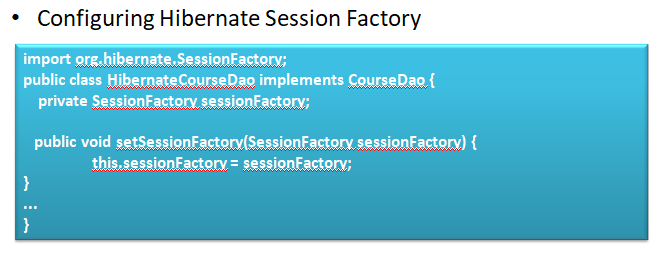 • Configuring Hibernate Session Factory
import org.hibernate.SessionFactory;
public class HibernateCourseDao implements CourseDao {
private SessionFactory sessionFactory;
public void setSessionFactory(SessionFactory sessionFactory) {
this.sessionFactory = sessionFactory;
}
...
}